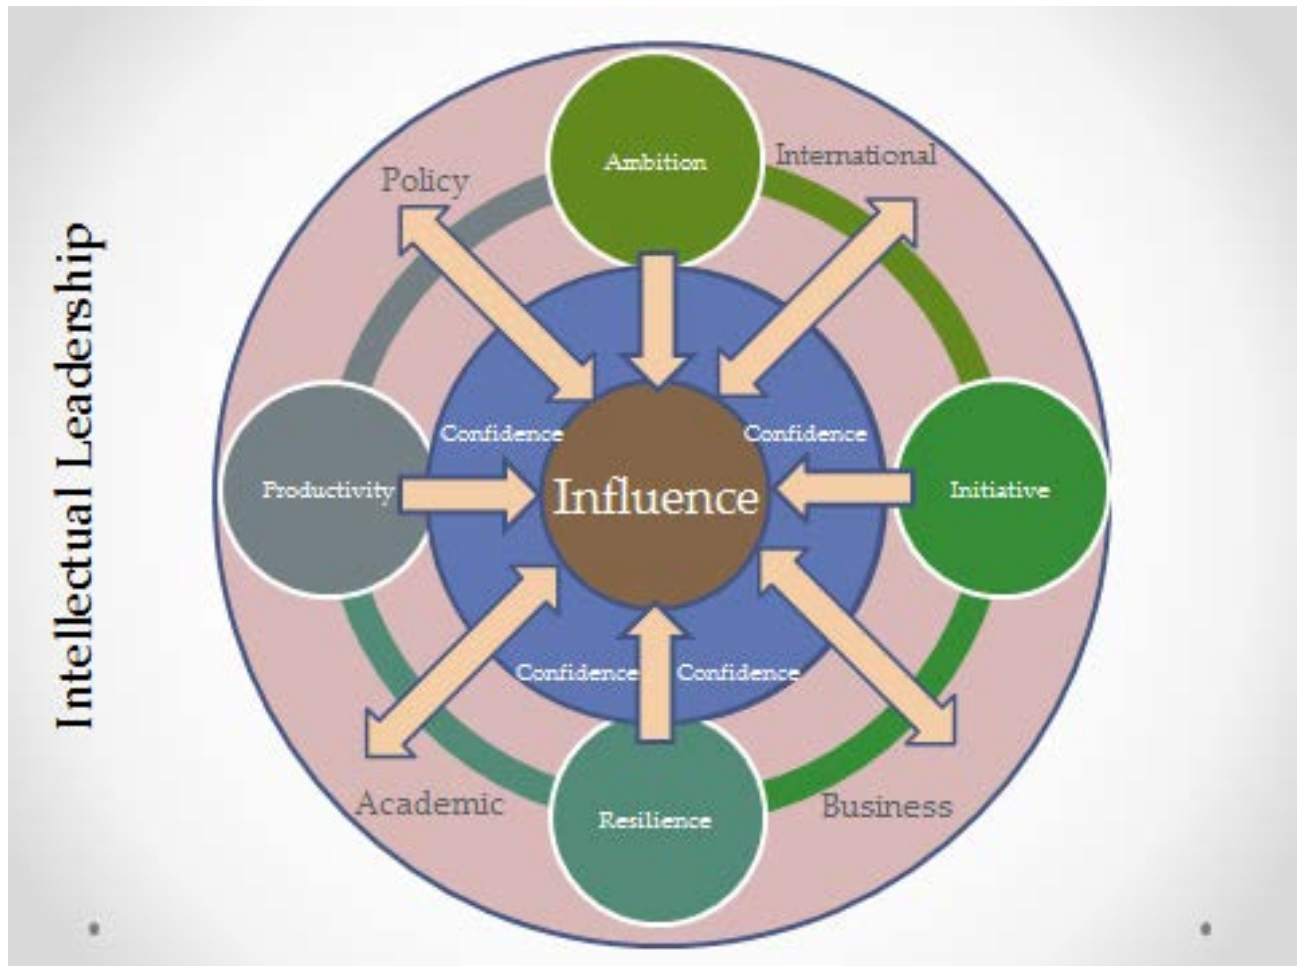 Intellectual Leadership
Ambition
International
Policy
Confidence
Confidence
Productivity
Influence
Initiative
Confidence
Confidence
Academic
Resilience
Business